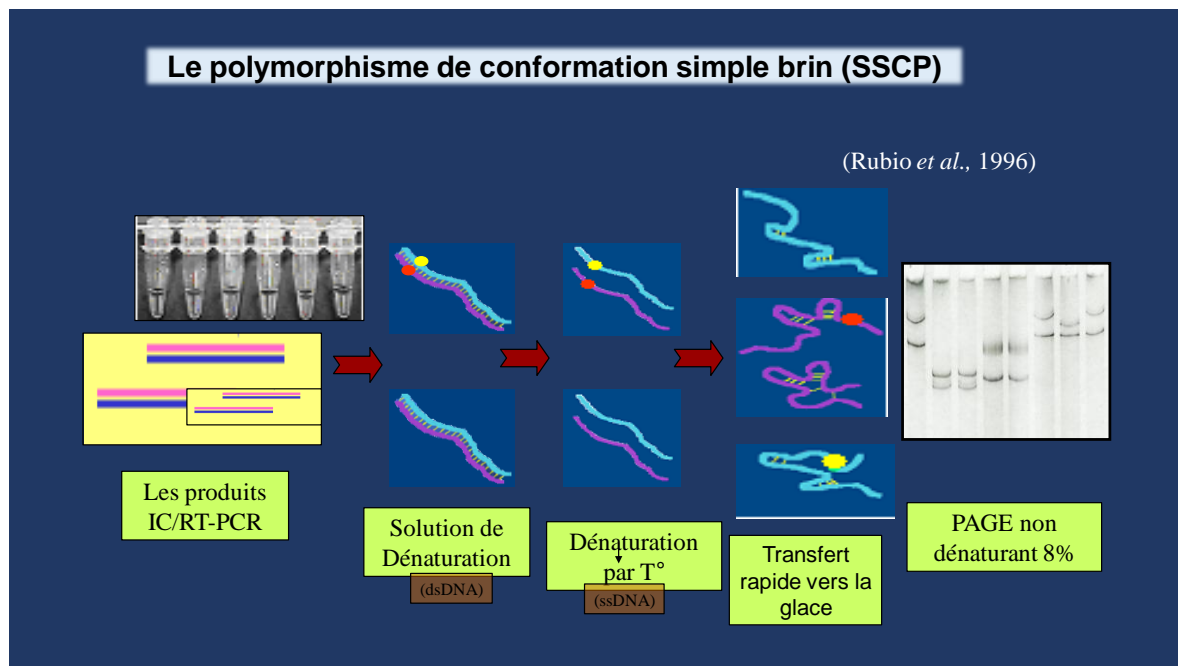 Le polymorphisme de conformation simple brin (SSCP)
(Rubio et al., 1996)
Les produits
IC/RT-PCR
Solution de
Dénaturation
(dsDNA)
Dénaturation
par T°
(ssDNA)
Transfert
rapide vers la
glace
PAGE non
dénaturant 8%